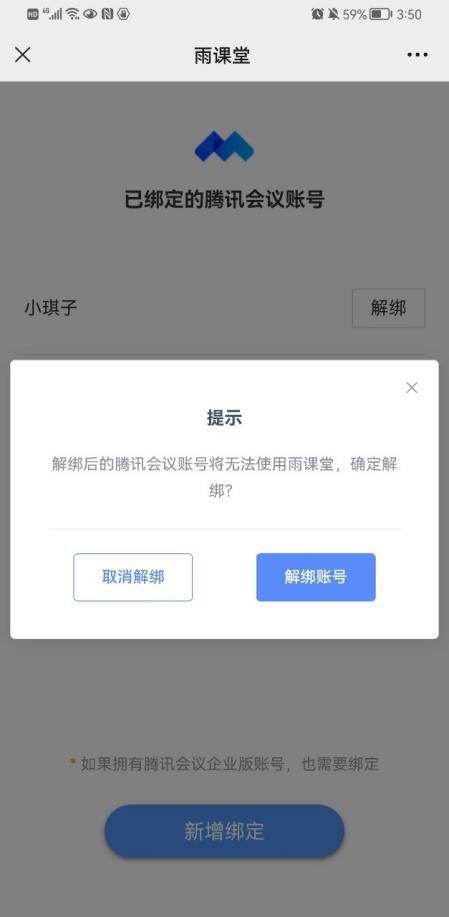 HD 4G 59% 3:50
雨课堂
已绑定的腾讯会议账号
小琪子 解绑
提示
解绑后的腾讯会议账号将无法使用雨课堂，确定解
绑？
取消解绑 解绑账号
* 如果拥有腾讯会议企业版账号，也需要绑定
新增绑定